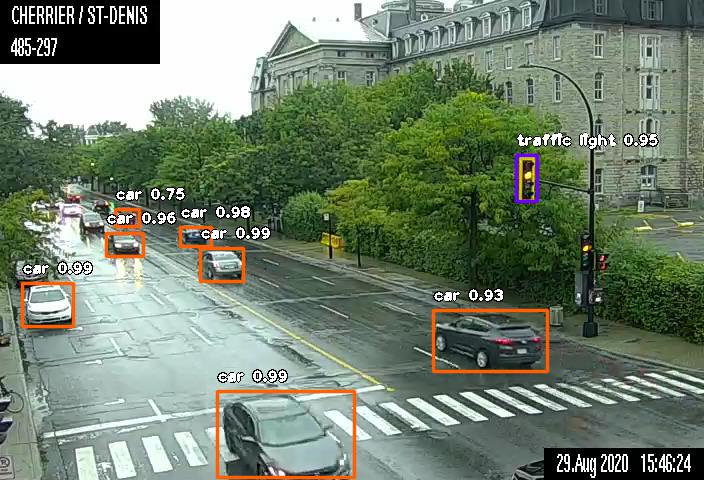 CHERRIER / ST-DENIS
485-297
traffic light 0.95
car 0.75
car 0.96
car 0.98
car 0.99
car 0.99
car 0.93
car 0.99
29.Aug 2020 15:46:24